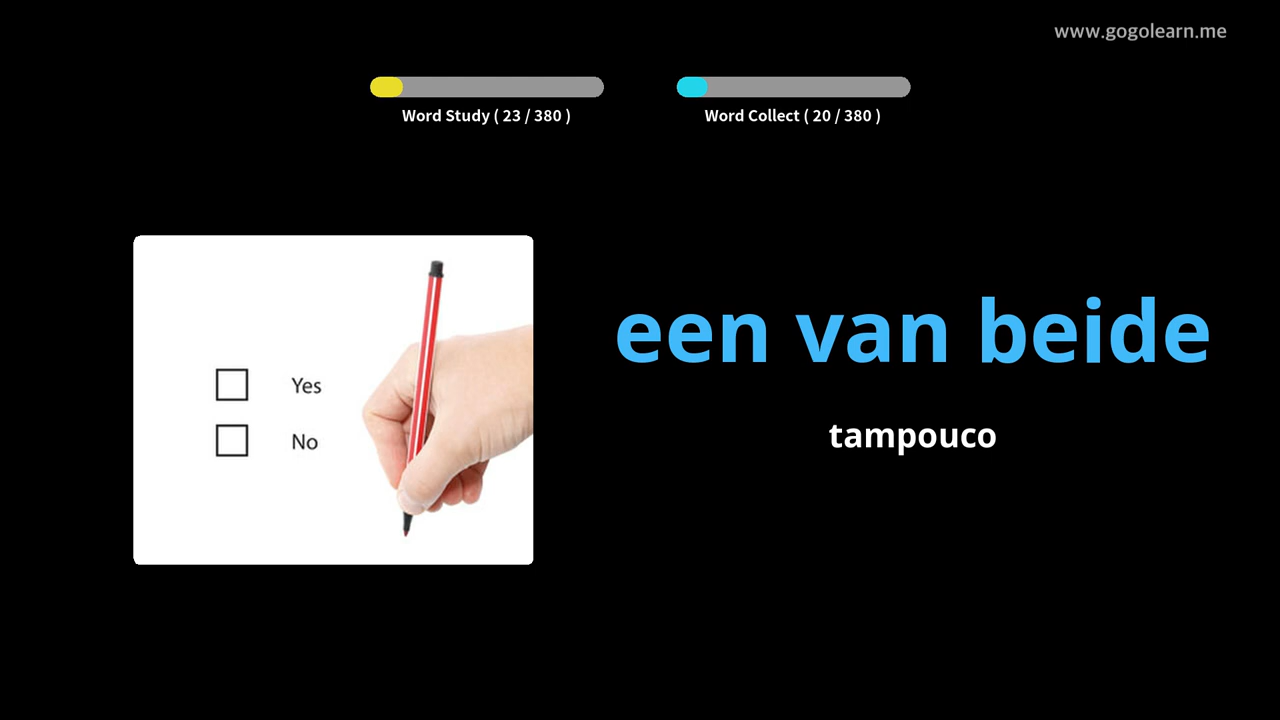 www.gogolearn.me
Word Study ( 23 / 380 )
Word Collect ( 20 / 380 )
Yes
No
een van beide
tampouco